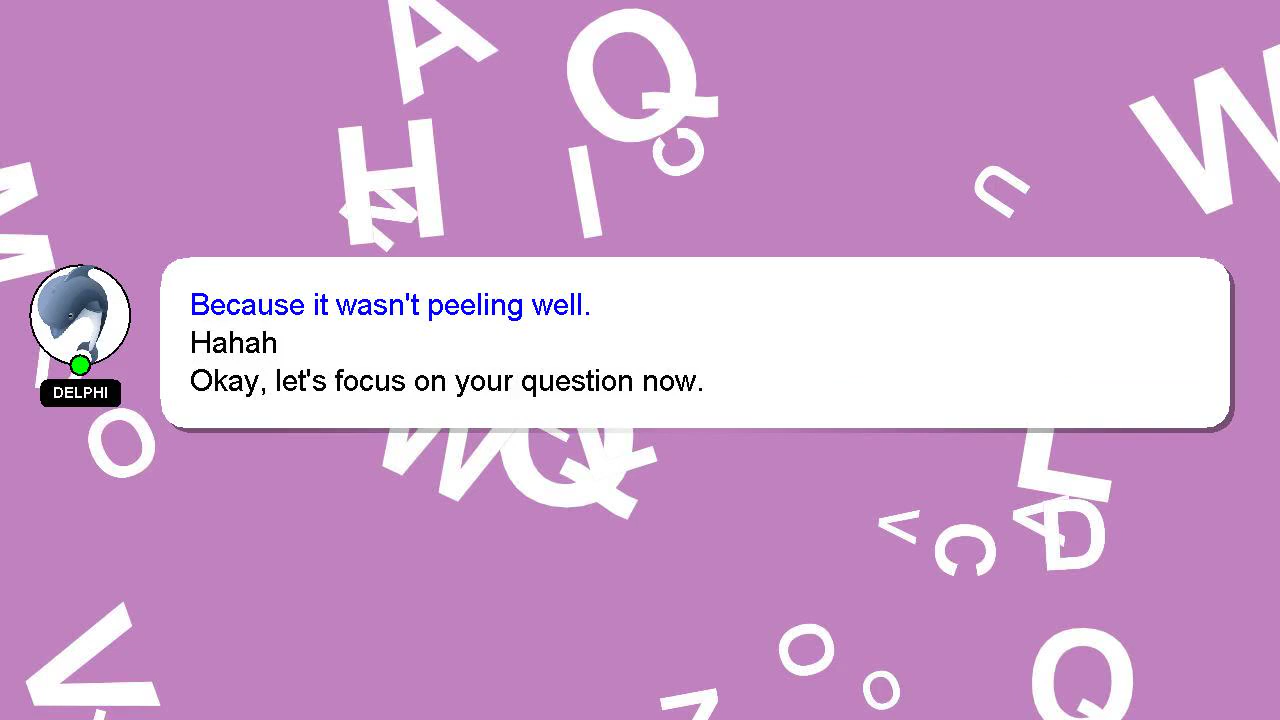 A
Q
W
H
I
C
U
N
M
Because it wasn't peeling well.
Hahah
Okay, let's focus on your question now.
DELPHI
O
W
Q
L
V
C
A
D
V
O
O
Q